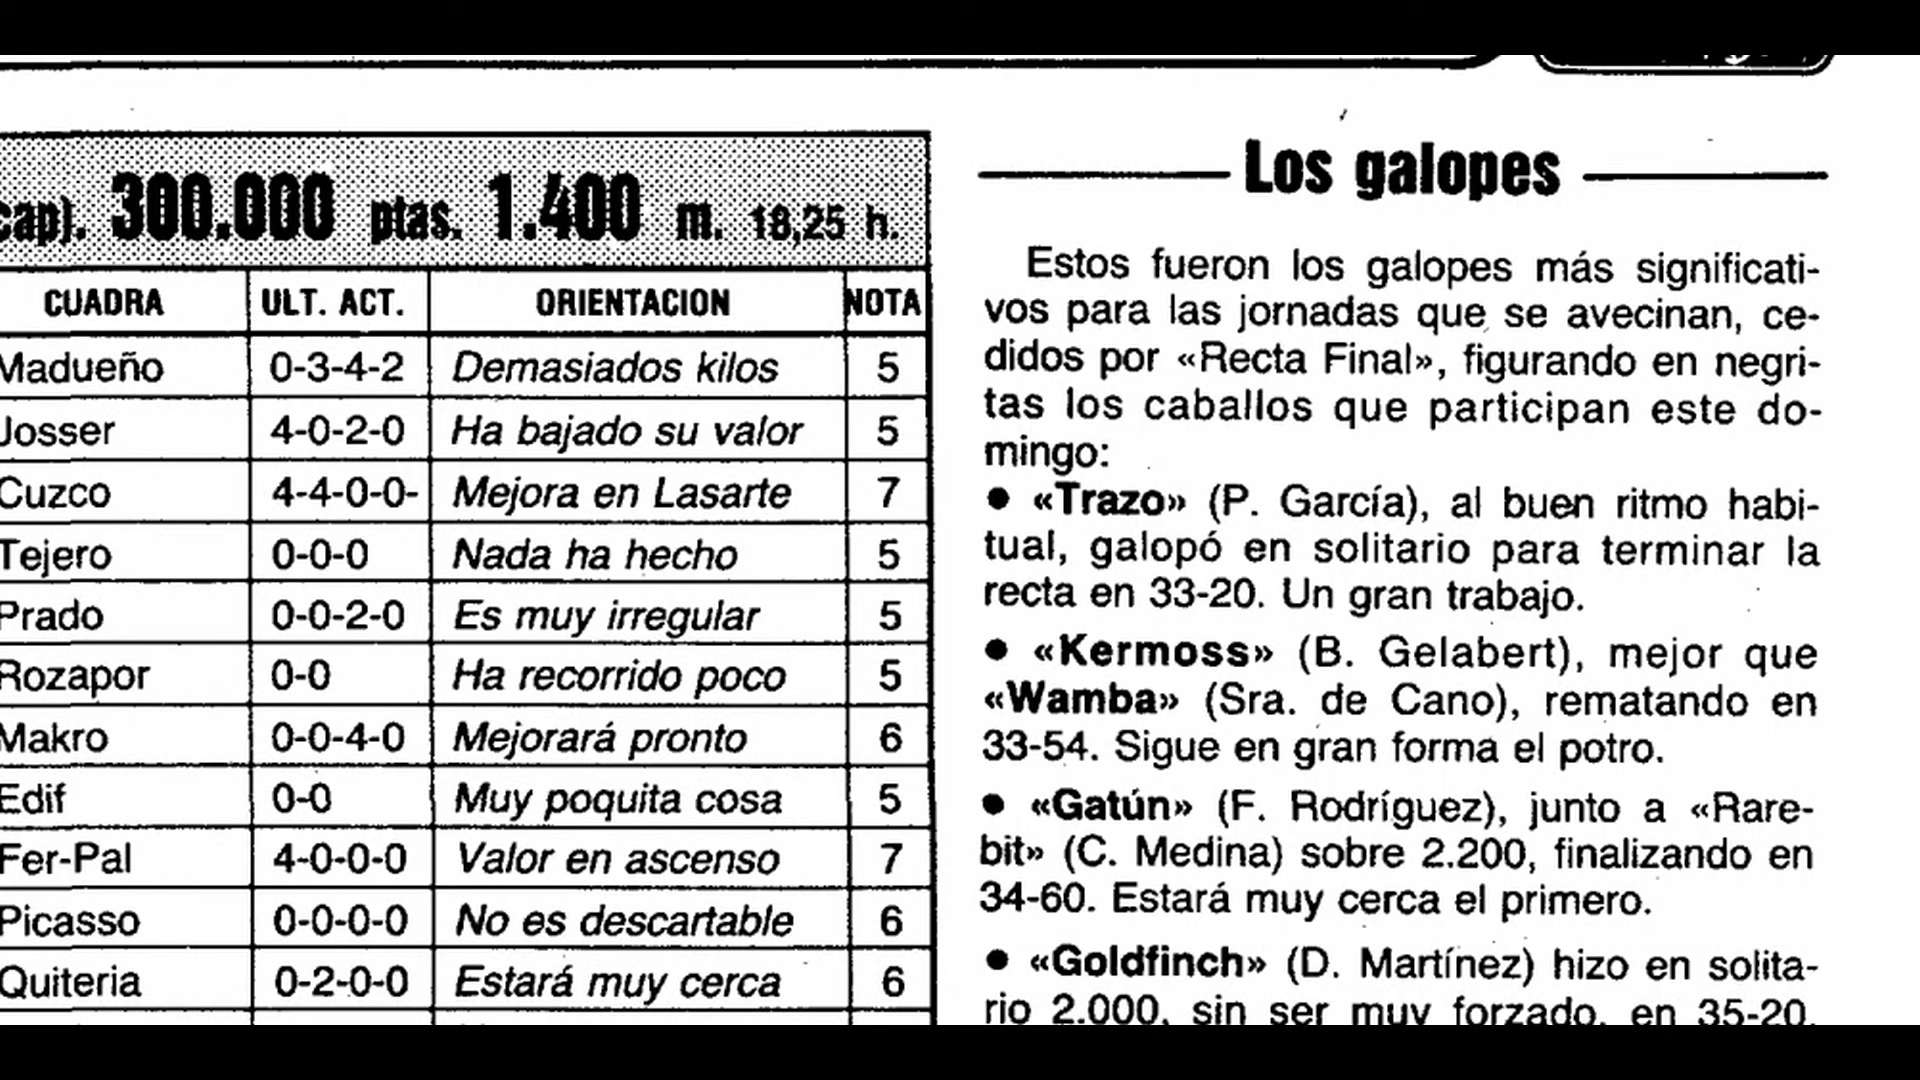 cap). 300.000 ptas. 1.400 m. 18,25 h.
CUADRA ULT. ACT. ORIENTACION NOTA
Madueño 0-3-4-2 Demasiados kilos 5
Josser 4-0-2-0 Ha bajado su valor 5
Cuzco 4-4-0-0- Mejora en Lasarte 7
Tejero 0-0-0 Nada ha hecho 5
Prado 0-0-2-0 Es muy irregular 5
Rozapor 0-0 Ha recorrido poco 5
Makro 0-0-4-0 Mejorará pronto 6
Edif 0-0 Muy poquita cosa 5
Fer-Pal 4-0-0-0 Valor en ascenso 7
Picasso 0-0-0-0 No es descartable 6
Quiteria 0-2-0-0 Estará muy cerca 6
Los galopes
Estos fueron los galopes más significati-
vos para las jornadas que se avecinan, ce-
didos por «Recta Final», figurando en negri-
tas los caballos que participan este do-
mingo:
● «Trazo» (P. García), al buen ritmo habi-
tual, galopó en solitario para terminar la
recta en 33-20. Un gran trabajo.
● «Kermoss» (B. Gelabert), mejor que
«Wamba» (Sra. de Cano), rematando en
33-54. Sigue en gran forma el potro.
● «Gatún» (F. Rodríguez), junto a «Rare-
bit» (C. Medina) sobre 2.200, finalizando en
34-60. Estará muy cerca el primero.
● «Goldfinch» (D. Martínez) hizo en solita-
rio 2.000, sin ser muy forzado, en 35-20.